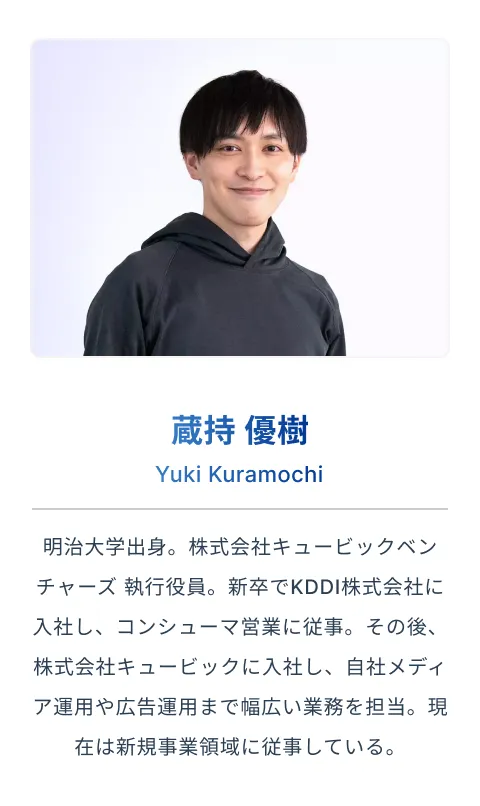 蔵持 優樹
Yuki Kuramochi
明治大学出身。株式会社キュービックベン
チャーズ 執行役員。新卒でKDDI株式会社に
入社し、コンシューマ営業に従事。その後、
株式会社キュービックに入社し、自社メディ
ア運用や広告運用まで幅広い業務を担当。現
在は新規事業領域に従事している。